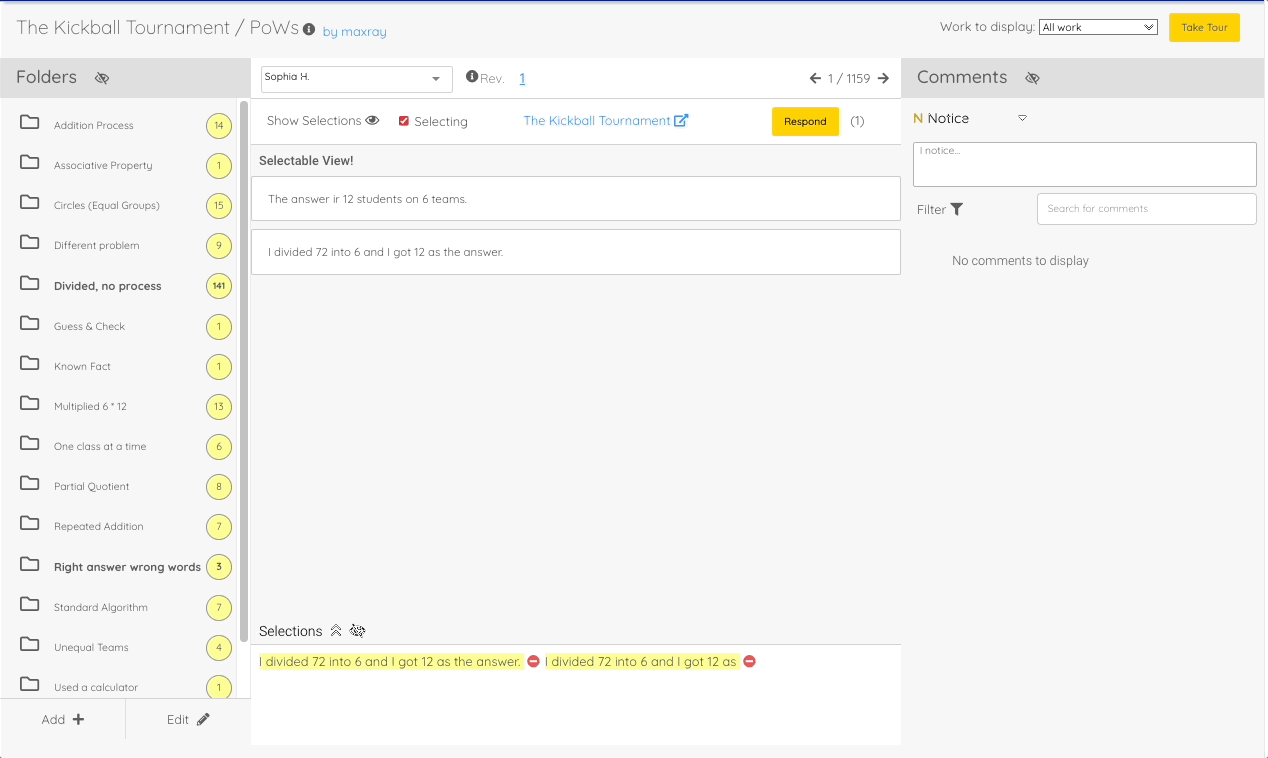 The Kickball Tournament / PoWs by maxray
Work to display: All work Take Tour
Folders
Addition Process 14
Associative Property 1
Circles (Equal Groups) 15
Different problem 9
Divided, no process 141
Guess & Check 1
Known Fact 1
Multiplied 6 * 12 13
One class at a time 6
Partial Quotient 8
Repeated Addition 7
Right answer wrong words 3
Standard Algorithm 7
Unequal Teams 4
Used a calculator 1
Add Edit
Sophia H. Rev. 1 1 / 1159
Show Selections Selecting The Kickball Tournament Respond (1)
Selectable View!
The answer ir 12 students on 6 teams.
I divided 72 into 6 and I got 12 as the answer.
Selections
I divided 72 into 6 and I got 12 as the answer. I divided 72 into 6 and I got 12 as
Comments
N Notice
I notice...
Filter Search for comments
No comments to display